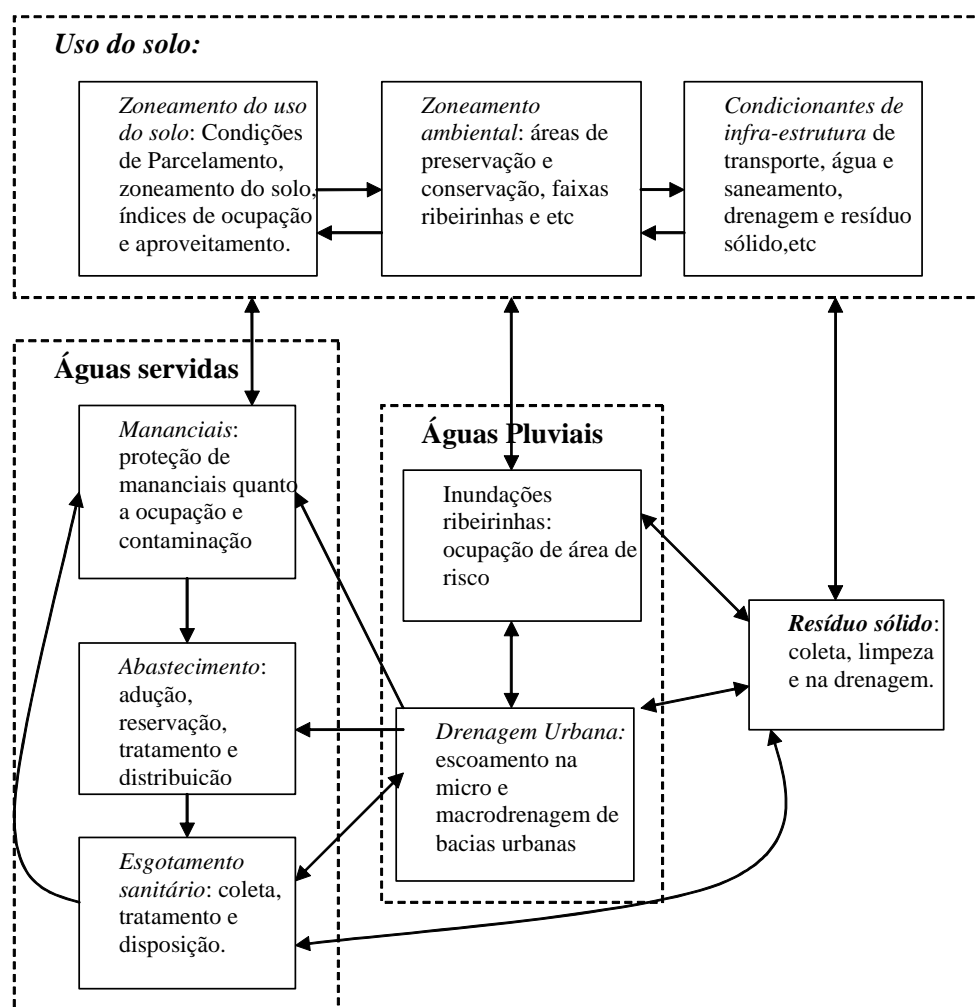 Uso do solo:
Zoneamento do uso
do solo: Condições
de Parcelamento,
zoneamento do solo,
índices de ocupação
e aproveitamento.
Zoneamento
ambiental: áreas de
preservação e
conservação, faixas
ribeirinhas e etc
Condicionantes de
infra-estrutura de
transporte, água e
saneamento,
drenagem e resíduo
sólido,etc
Águas servidas
Mananciais:
proteção de
mananciais quanto
a ocupação e
contaminação
Abastecimento:
adução,
reservação,
tratamento e
distribuicão
Esgotamento
sanitário: coleta,
tratamento e
disposição.
Águas Pluviais
Inundações
ribeirinhas:
ocupação de área de
risco
Drenagem Urbana:
escoamento na
micro e
macrodrenagem de
bacias urbanas
Resíduo sólido:
coleta, limpeza
e na drenagem.